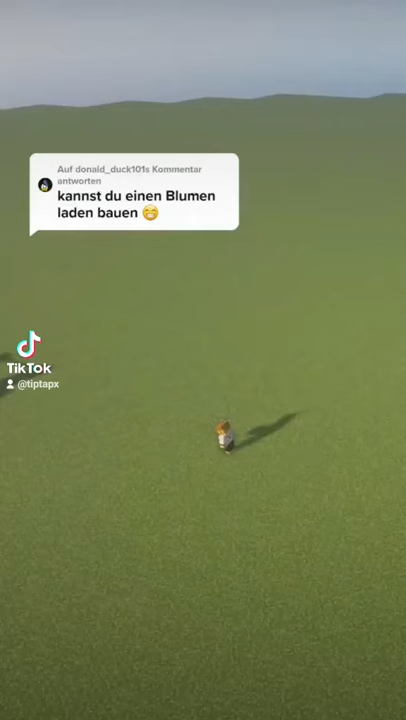 Auf donald_duck101s Kommentar
antworten
kannst du einen Blumen
laden bauen 😁
TikTok
@tiptapx